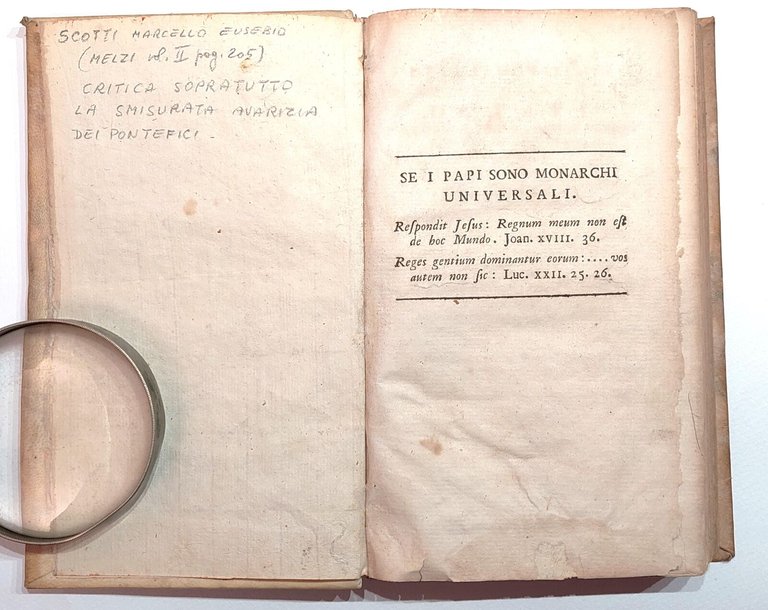 SCOTTI MARCELLO EUSEBIO
(MELZI vol. II pag. 205)
CRITICA SOPRATUTTO
LA SMISURATA AVARIZIA
DEI PONTEFICI.
SE I PAPI SONO MONARCHI
UNIVERSALI.
Reſpondit Jeſus: Regnum meum non eſt
de hoc Mundo. Joan. XVIII. 36.
Reges gentium dominantur eorum:....vos
autem non ſic: Luc. XXII. 25. 26.